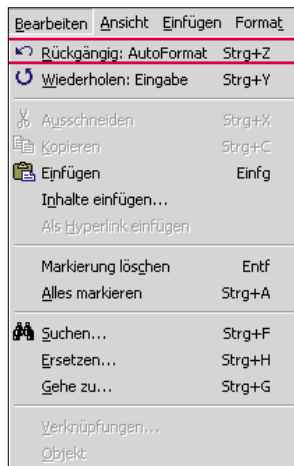 Bearbeiten Ansicht Einfügen Format
Rückgängig: AutoFormat Strg+Z
Wiederholen: Eingabe Strg+Y
Ausschneiden Strg+X
Kopieren Strg+C
Einfügen Einfg
Inhalte einfügen...
Als Hyperlink einfügen
Markierung löschen Entf
Alles markieren Strg+A
Suchen... Strg+F
Ersetzen... Strg+H
Gehe zu... Strg+G
Verknüpfungen...
Objekt